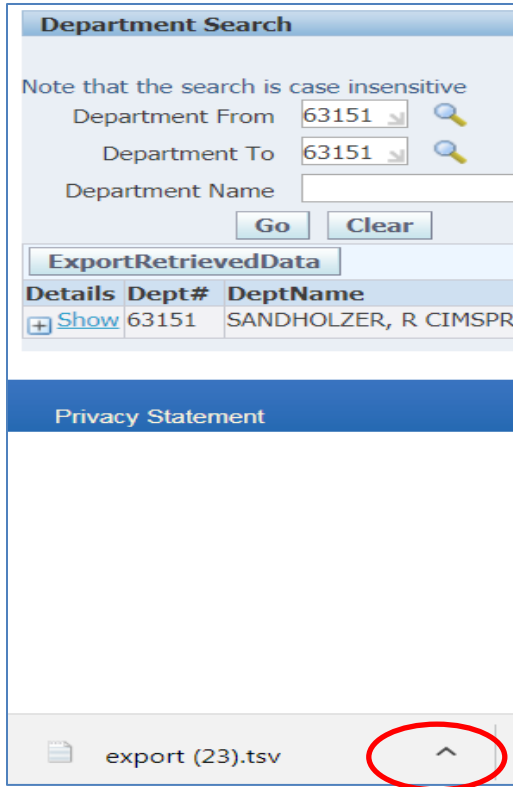 Department Search
Note that the search is case insensitive
Department From 63151
Department To 63151
Department Name
Go Clear
ExportRetrievedData
Details Dept# DeptName
Show 63151 SANDHOLZER, R CIMSPR
Privacy Statement
export (23).tsv